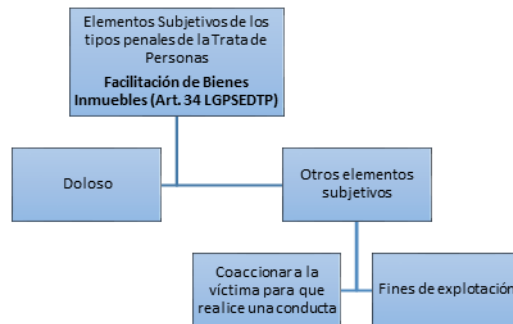 Elementos Subjetivos de los
tipos penales de la Trata de
Personas
Facilitación de Bienes
Inmuebles (Art. 34 LGPSEDTP)
Doloso
Otros elementos
subjetivos
Coaccionar a la
víctima para que
realice una conducta
Fines de explotación